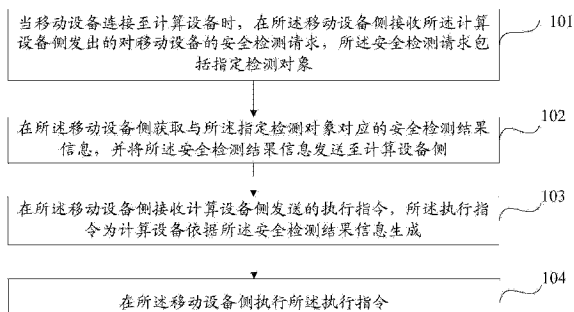 当移动设备连接至计算设备时，在所述移动设备侧接收所述计算
设备侧发出的对移动设备的安全检测请求，所述安全检测请求包
括指定检测对象
101
在所述移动设备侧获取与所述指定检测对象对应的安全检测结果
信息，并将所述安全检测结果信息发送至计算设备侧
102
在所述移动设备侧接收计算设备侧发送的执行指令，所述执行指
令为计算设备依据所述安全检测结果信息生成
103
在所述移动设备侧执行所述执行指令
104